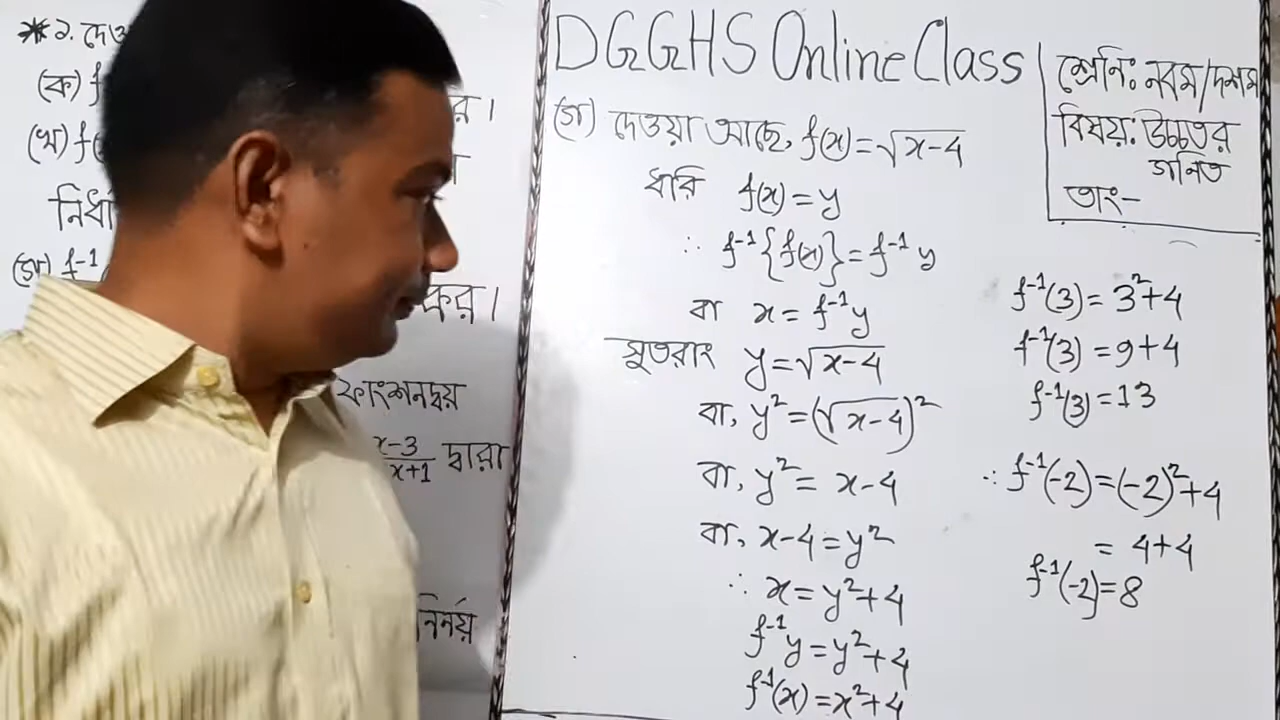 *১. দেও
(ক) f
র।
(খ) f(
নির্ধা
(গ) f⁻¹
কর।
ফাংশনদ্বয়
x-3/x+1 দ্বারা
নির্নয়
DGGHS Online Class
শ্রেনিঃ নবম/দশম
বিষয়: উচ্চতর
গনিত
তাং-
(গ) দেওয়া আছে, f(x)=√x-4
ধরি f(x)=y
∴ f⁻¹{f(x)}=f⁻¹y
বা x=f⁻¹y
সুতরাং y=√x-4
বা, y²=(√x-4)²
বা, y²= x-4
বা, x-4=y²
∴ x=y²+4
f⁻¹y=y²+4
f⁻¹(x)=x²+4
f⁻¹(3)=3²+4
f⁻¹(3)=9+4
f⁻¹(3)=13
∴ f⁻¹(-2)=(-2)²+4
= 4+4
f⁻¹(-2)=8